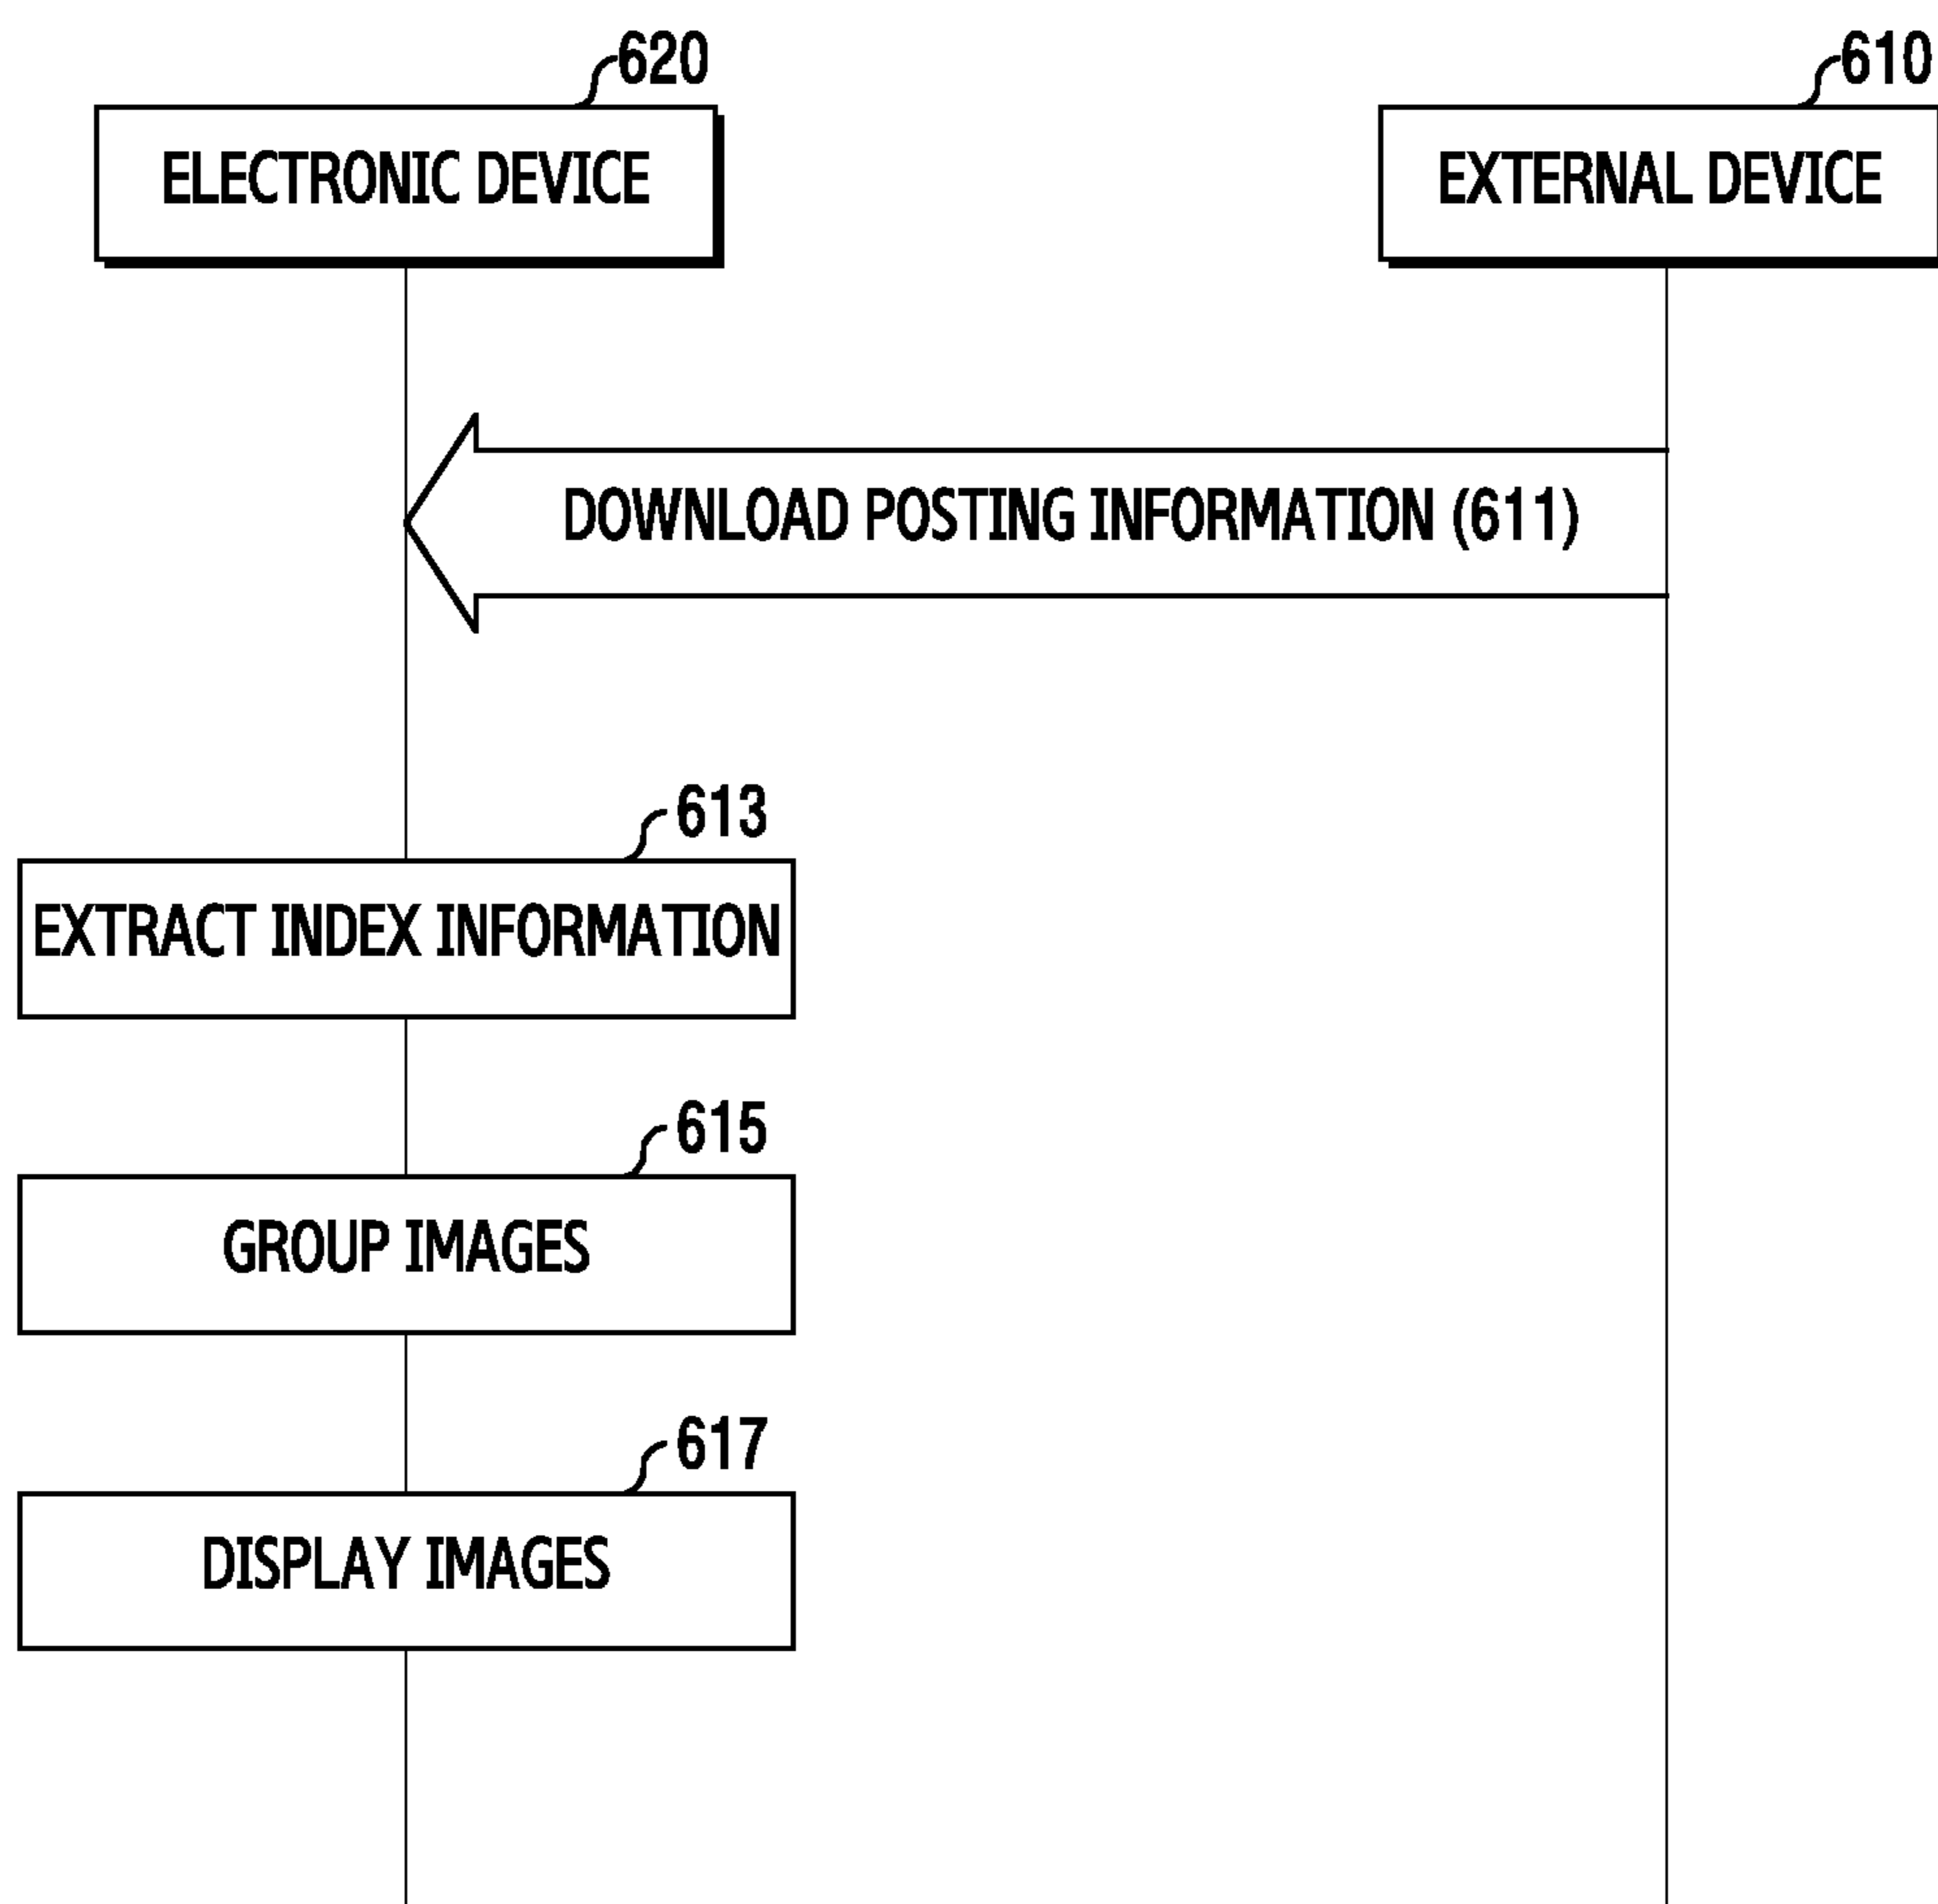 620
610
ELECTRONIC DEVICE
EXTERNAL DEVICE
DOWNLOAD POSTING INFORMATION (611)
613
EXTRACT INDEX INFORMATION
615
GROUP IMAGES
617
DISPLAY IMAGES